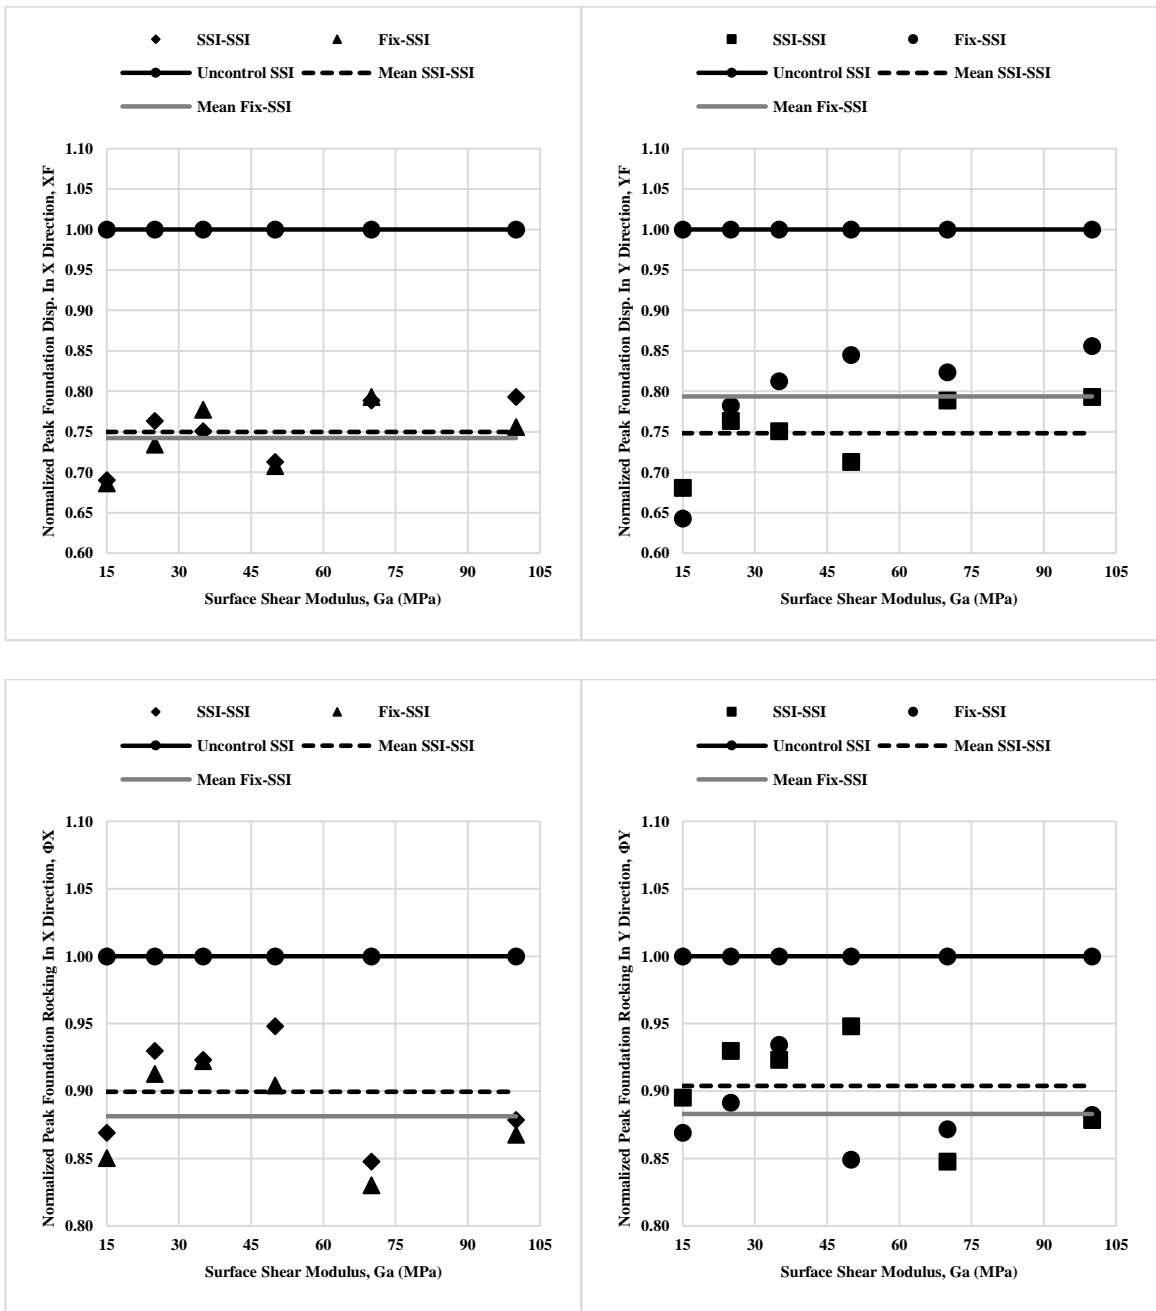 SSI-SSI Fix-SSI
Uncontrol SSI Mean SSI-SSI
Mean Fix-SSI
Normalized Peak Foundation Disp. In X Direction, XF
1.10
1.05
1.00
0.95
0.90
0.85
0.80
0.75
0.70
0.65
0.60
15 30 45 60 75 90 105
Surface Shear Modulus, Ga (MPa)
SSI-SSI Fix-SSI
Uncontrol SSI Mean SSI-SSI
Mean Fix-SSI
Normalized Peak Foundation Disp. In Y Direction, YF
1.10
1.05
1.00
0.95
0.90
0.85
0.80
0.75
0.70
0.65
0.60
15 30 45 60 75 90 105
Surface Shear Modulus, Ga (MPa)
SSI-SSI Fix-SSI
Uncontrol SSI Mean SSI-SSI
Mean Fix-SSI
Normalized Peak Foundation Rocking In X Direction, ΦX
1.10
1.05
1.00
0.95
0.90
0.85
0.80
15 30 45 60 75 90 105
Surface Shear Modulus, Ga (MPa)
SSI-SSI Fix-SSI
Uncontrol SSI Mean SSI-SSI
Mean Fix-SSI
Normalized Peak Foundation Rocking In Y Direction, ΦY
1.10
1.05
1.00
0.95
0.90
0.85
0.80
15 30 45 60 75 90 105
Surface Shear Modulus, Ga (MPa)